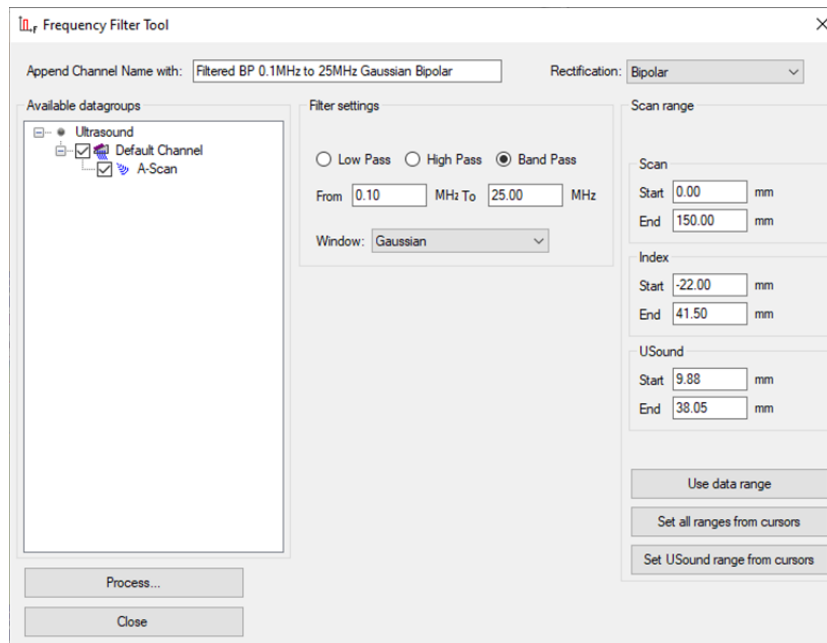 Frequency Filter Tool
Append Channel Name with: Filtered BP 0.1MHz to 25MHz Gaussian Bipolar Rectification: Bipolar
Available datagroups
Ultrasound
Default Channel
A-Scan
Process...
Close
Filter settings
Low Pass High Pass Band Pass
From 0.10 MHz To 25.00 MHz
Window: Gaussian
Scan range
Scan
Start 0.00 mm
End 150.00 mm
Index
Start -22.00 mm
End 41.50 mm
USound
Start 9.88 mm
End 38.05 mm
Use data range
Set all ranges from cursors
Set USound range from cursors